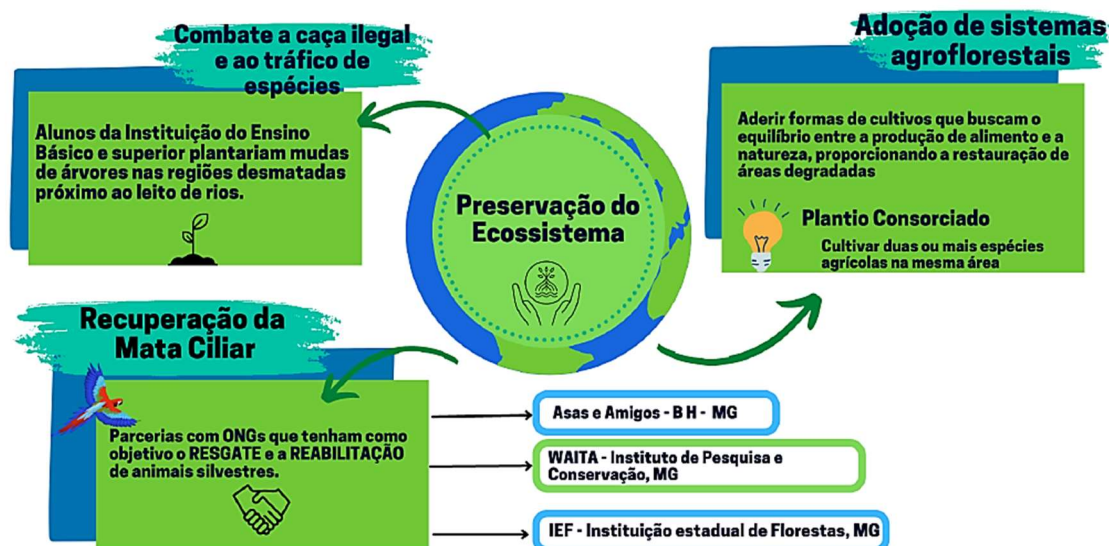 Combate a caça ilegal
e ao tráfico de
espécies
Alunos da Instituição do Ensino
Básico e superior plantariam mudas
de árvores nas regiões desmatadas
próximo ao leito de rios.
Preservação do
Ecossistema
Adoção de sistemas
agroflorestais
Aderir formas de cultivos que buscam o
equilíbrio entre a produção de alimento e a
natureza, proporcionando a restauração de
áreas degradadas
Plantio Consorciado
Cultivar duas ou mais espécies
agrícolas na mesma área
Recuperação da
Mata Ciliar
Parcerias com ONGs que tenham como
objetivo o RESGATE e a REABILITAÇÃO
de animais silvestres.
Asas e Amigos - B H - MG
WAITA - Instituto de Pesquisa e
Conservação, MG
IEF - Instituição estadual de Florestas, MG